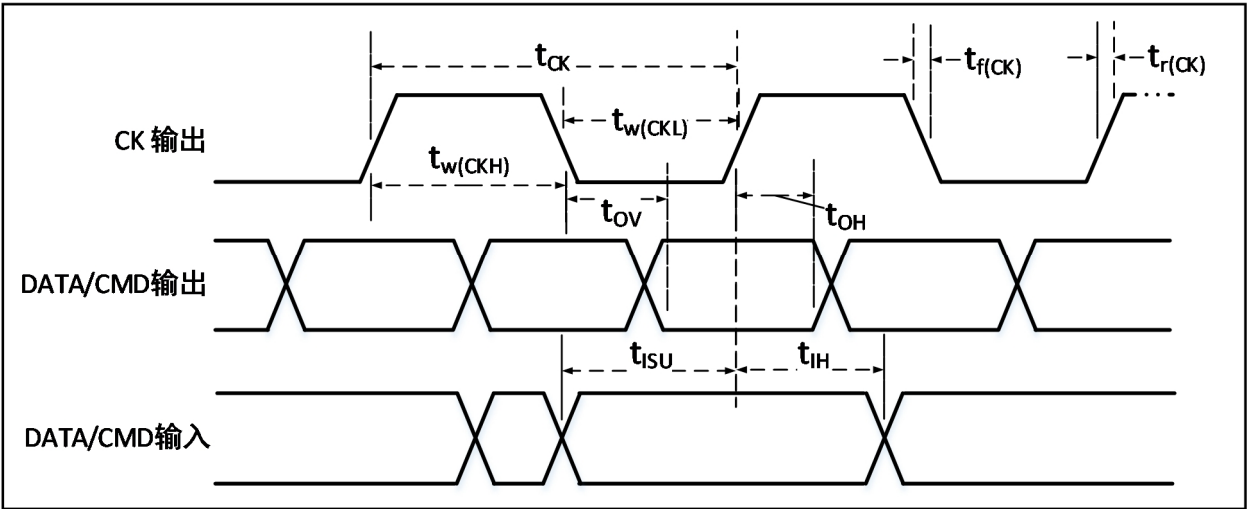 tCK
tf(CK)
tr(CK)
CK 输出
tw(CKL)
tw(CKH)
tOV
tOH
DATA/CMD输出
tISU
tIH
DATA/CMD输入